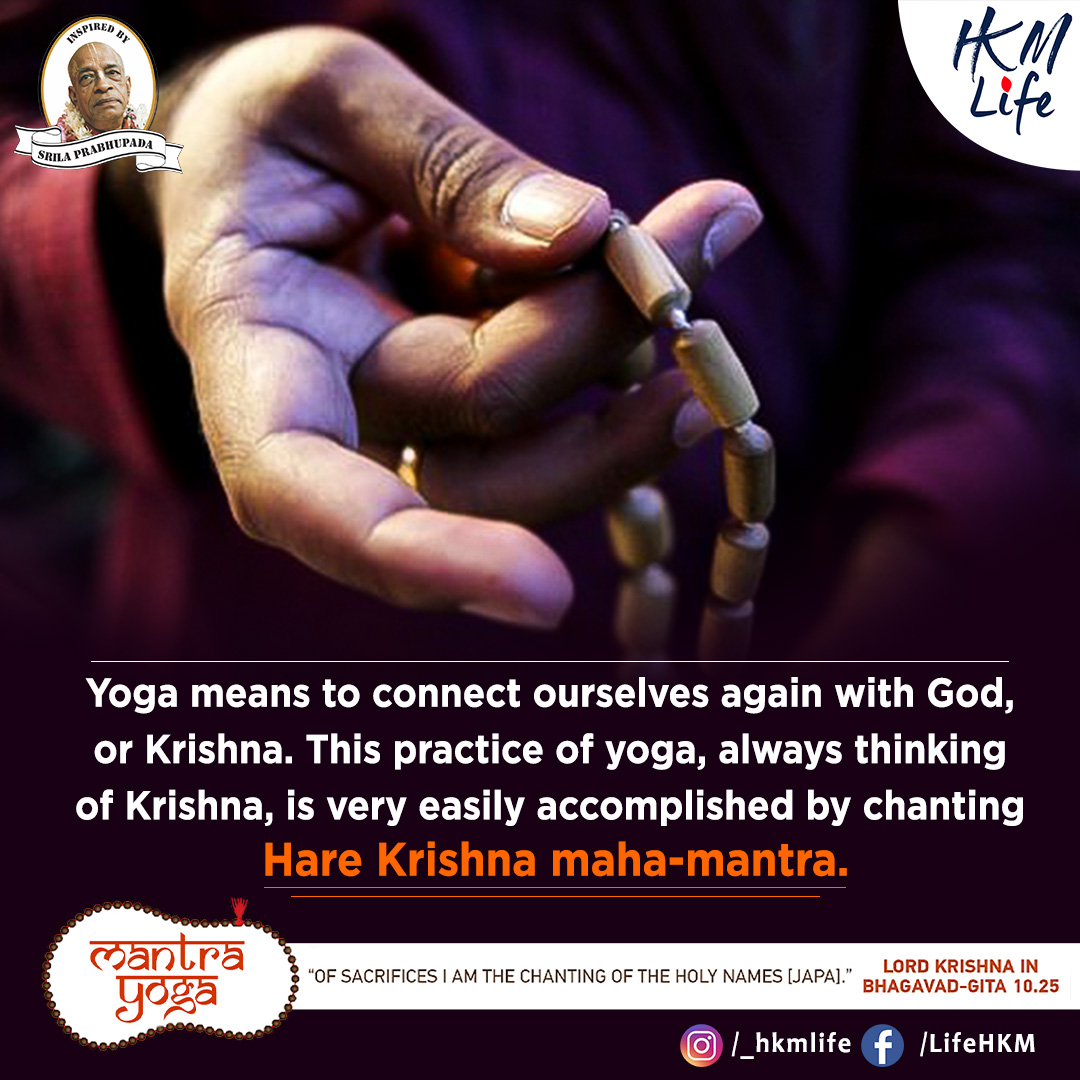 INSPIRED BY
SRILA PRABHUPADA
HKM
Life
Yoga means to connect ourselves again with God,
or Krishna. This practice of yoga, always thinking
of Krishna, is very easily accomplished by chanting
Hare Krishna maha-mantra.
mantra
yoga
“OF SACRIFICES I AM THE CHANTING OF THE HOLY NAMES [JAPA].”
LORD KRISHNA IN
BHAGAVAD-GITA 10.25
/_hkmlife
/LifeHKM